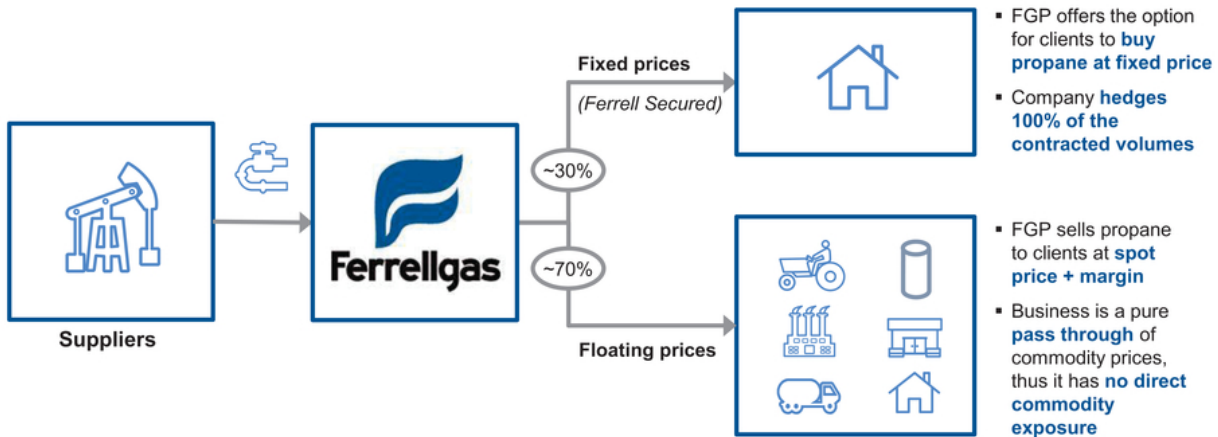 Suppliers
Ferrellgas
Fixed prices
(Ferrell Secured)
~30%
~70%
Floating prices
▪ FGP offers the option
for clients to buy
propane at fixed price
▪ Company hedges
100% of the
contracted volumes
▪ FGP sells propane
to clients at spot
price + margin
▪ Business is a pure
pass through of
commodity prices,
thus it has no direct
commodity
exposure